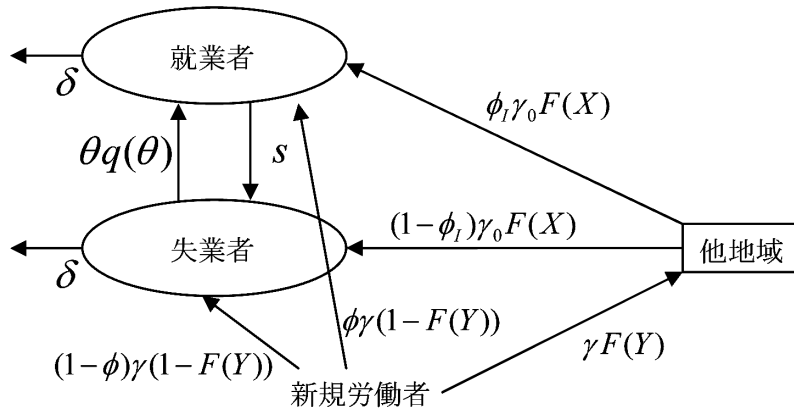 就業者
δ
ϕ_Iγ_0F(X)
θq(θ)
s
(1−ϕ_I)γ_0F(X)
失業者
他地域
δ
ϕγ(1−F(Y))
γF(Y)
(1−ϕ)γ(1−F(Y))
新規労働者